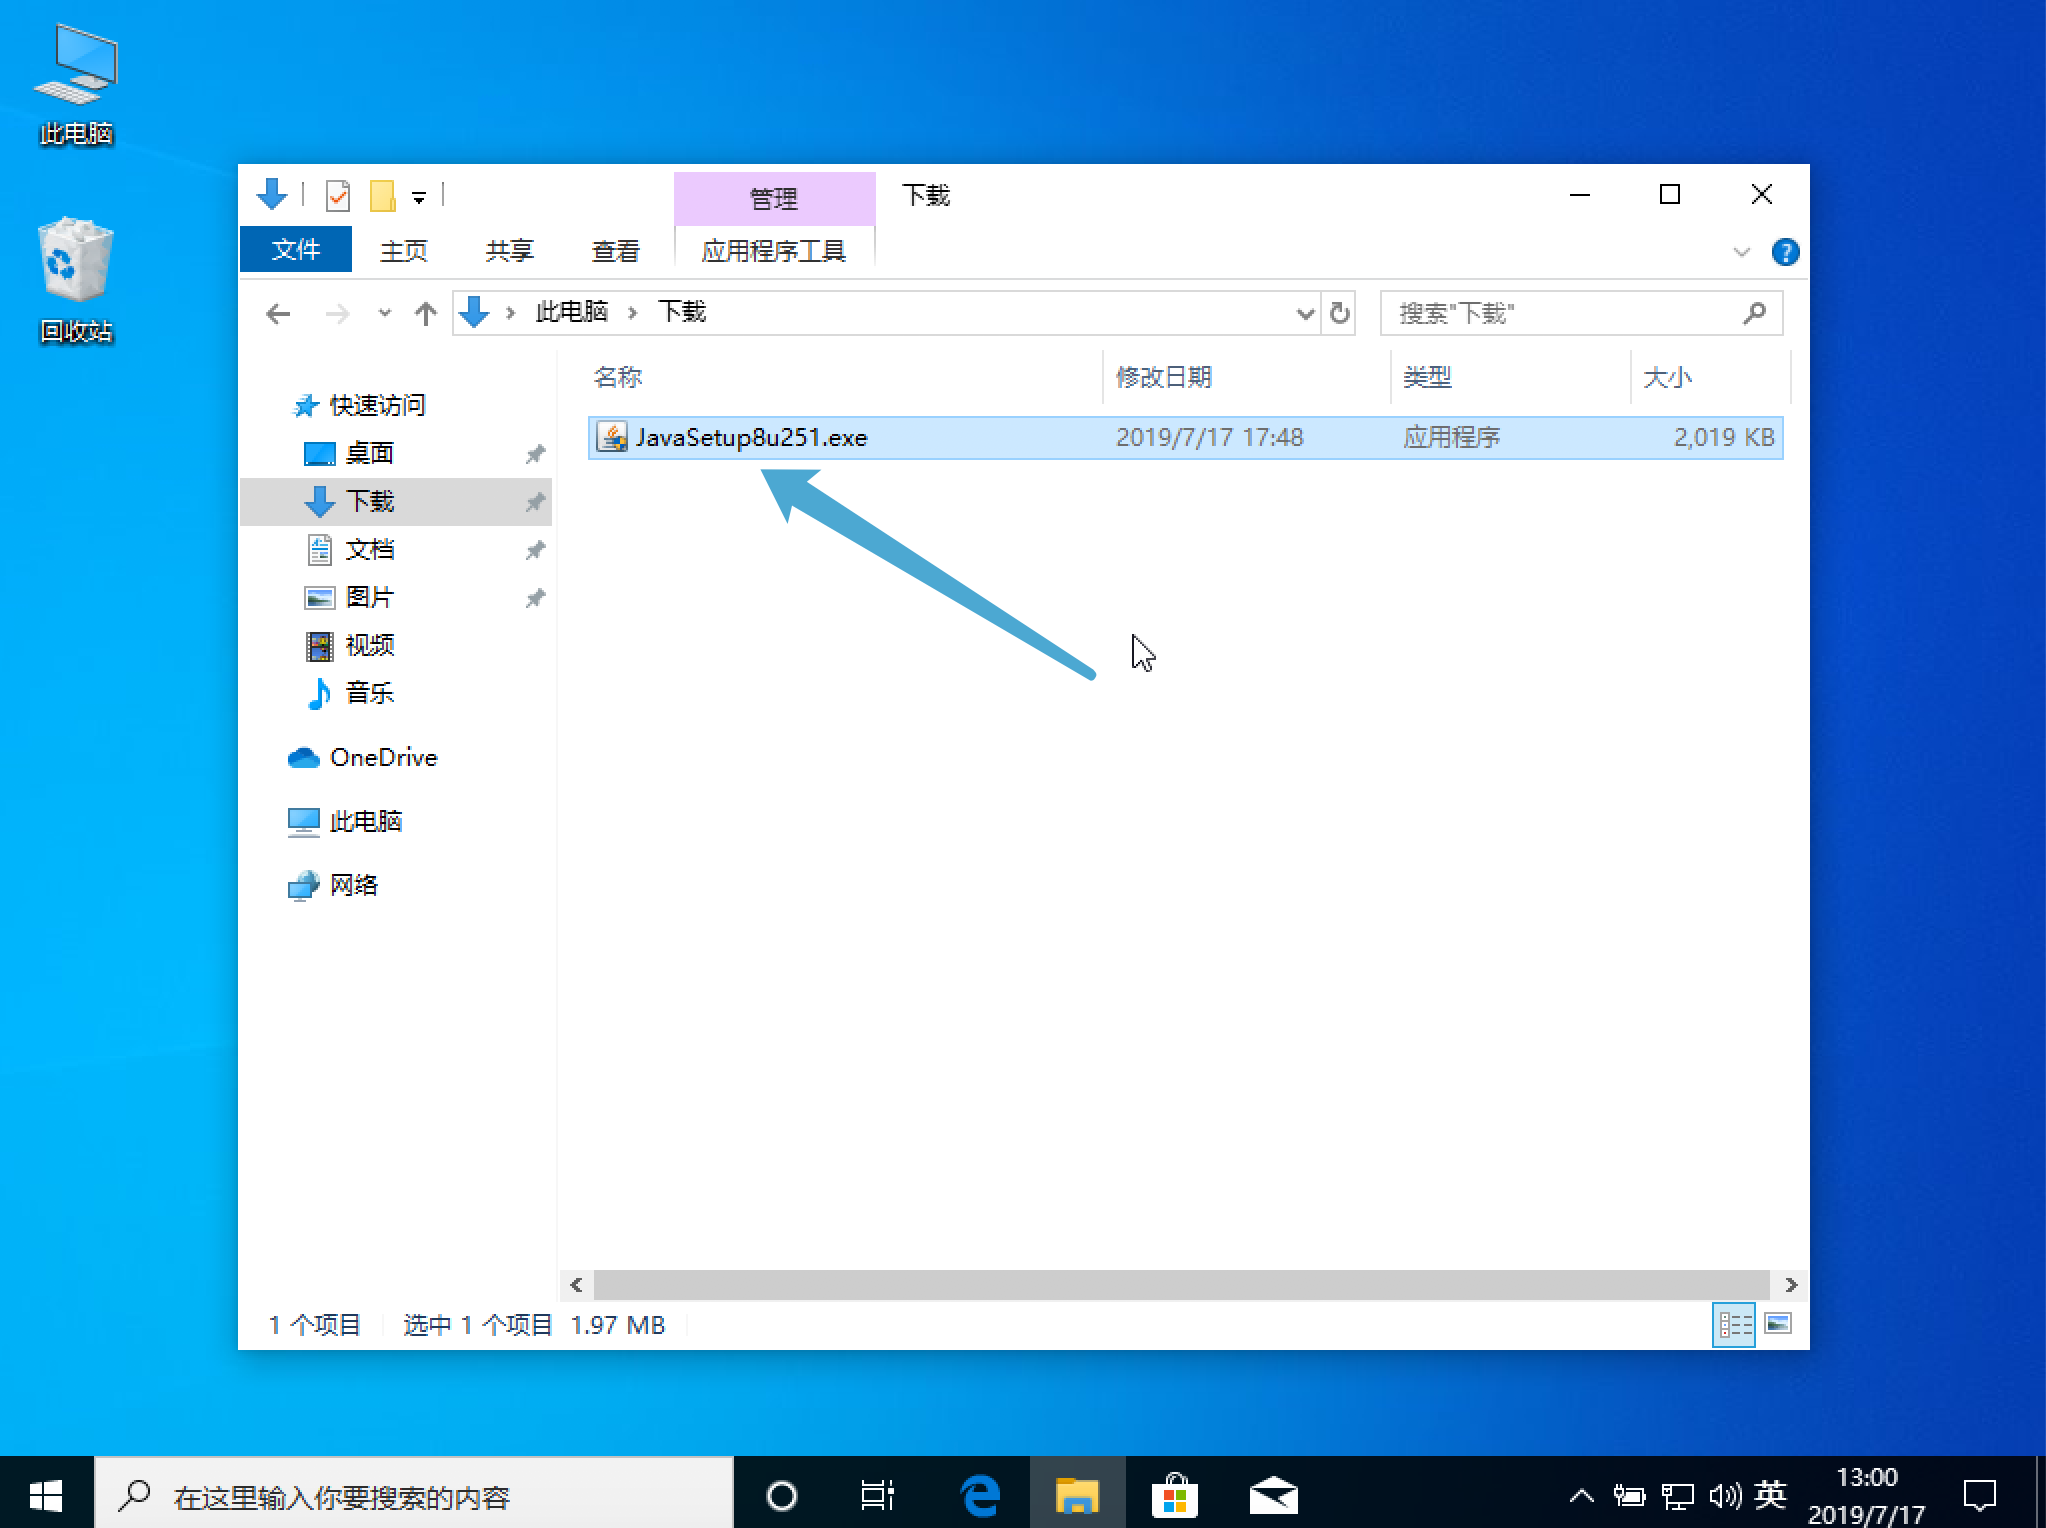 此电脑
回收站
管理
下载
文件
主页
共享
查看
应用程序工具
此电脑
下载
搜索"下载"
名称
修改日期
类型
大小
JavaSetup8u251.exe
2019/7/17 17:48
应用程序
2,019 KB
快速访问
桌面
下载
文档
图片
视频
音乐
OneDrive
此电脑
网络
1 个项目
选中 1 个项目
1.97 MB
在这里输入你要搜索的内容
英
13:00
2019/7/17